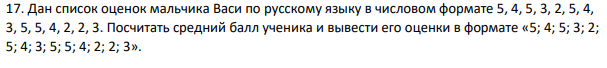 17. Дан список оценок мальчика Васи по русскому языку в числовом формате 5, 4, 5, 3, 2, 5, 4,
3, 5, 5, 4, 2, 2, 3. Посчитать средний балл ученика и вывести его оценки в формате «5; 4; 5; 3; 2;
5; 4; 3; 5; 5; 4; 2; 2; 3».